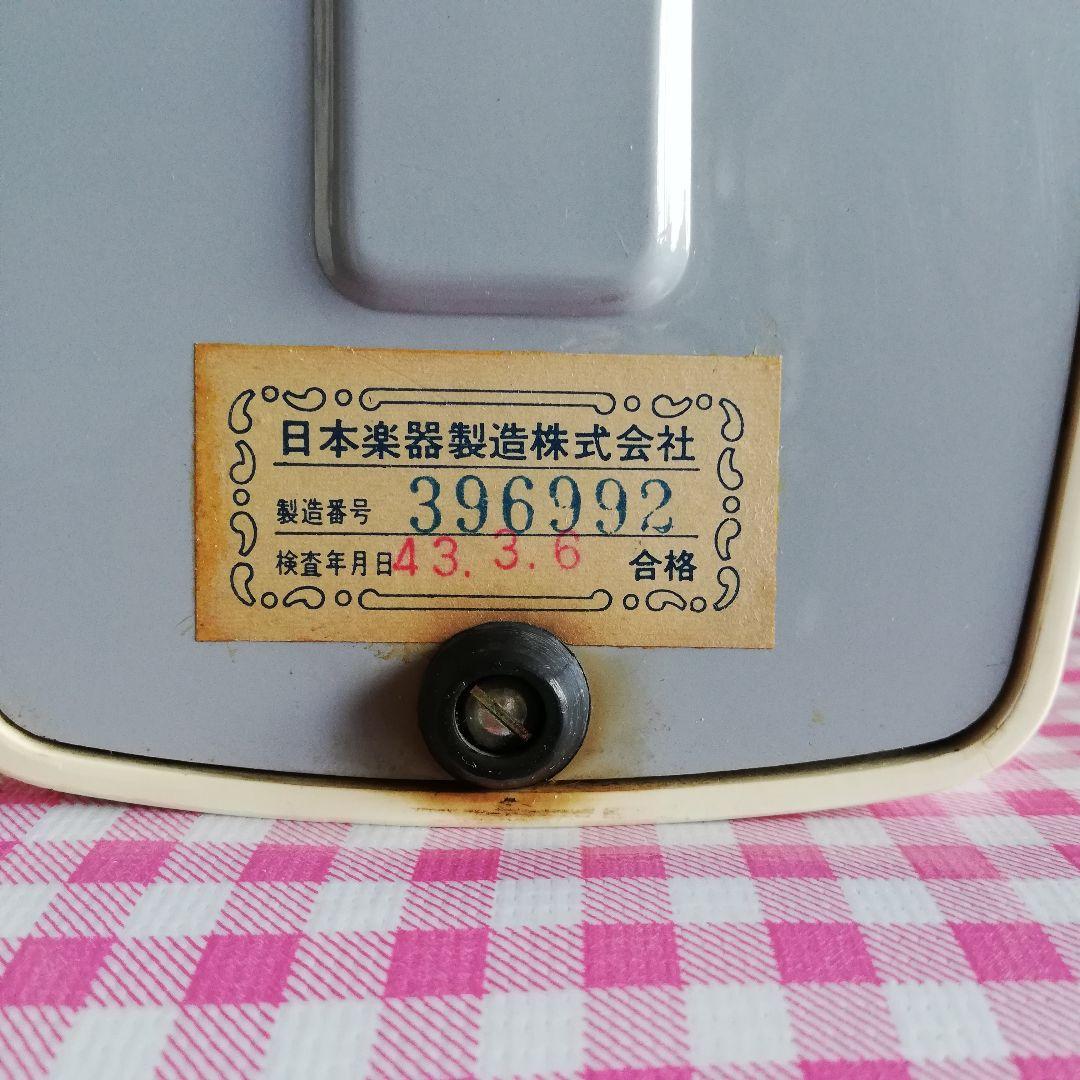 日本楽器製造株式会社
製造番号 396992
検査年月日 43.3.6 合格